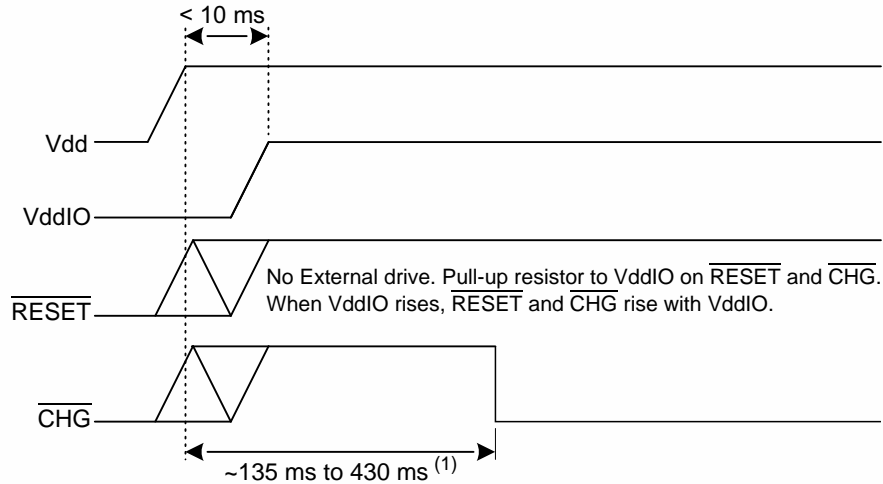 < 10 ms
Vdd
VddIO
RESET
No External drive. Pull-up resistor to VddIO on RESET and CHG.
When VddIO rises, RESET and CHG rise with VddIO.
CHG
~135 ms to 430 ms (1)